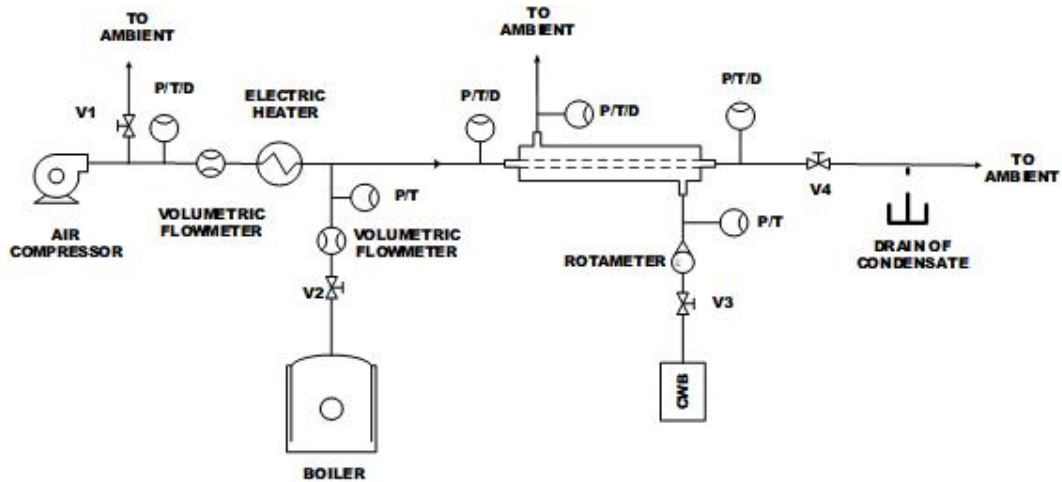 TO
AMBIENT
TO
AMBIENT
P/T/D
V1
ELECTRIC
HEATER
P/T/D
P/T/D
P/T/D
TO
AMBIENT
V4
P/T
P/T
AIR
COMPRESSOR
VOLUMETRIC
FLOWMETER
VOLUMETRIC
FLOWMETER
ROTAMETER
DRAIN OF
CONDENSATE
V2
V3
CWB
BOILER